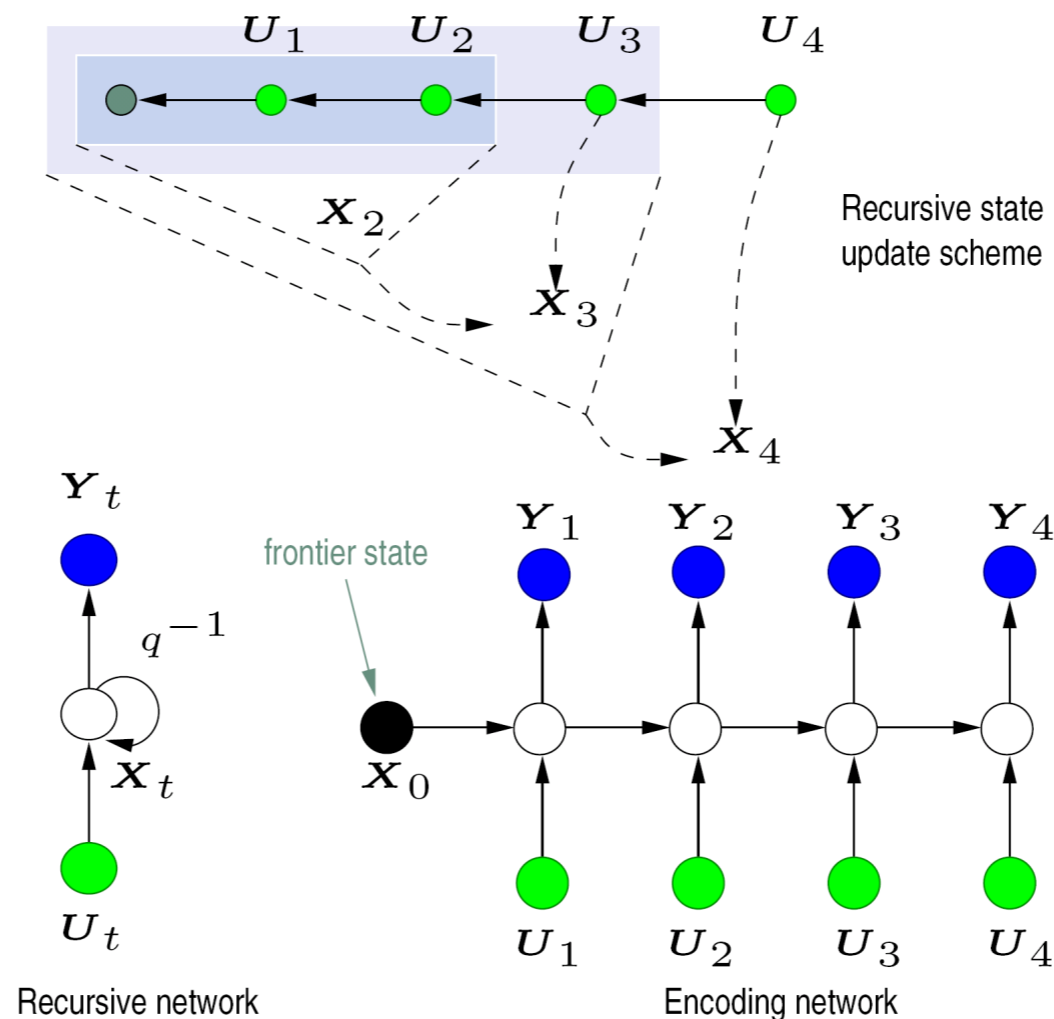 U1 U2 U3 U4
X2
Recursive state
update scheme
X3
X4
Yt
Y1 Y2 Y3 Y4
frontier state
q−1
Xt
X0
Ut
U1 U2 U3 U4
Recursive network
Encoding network